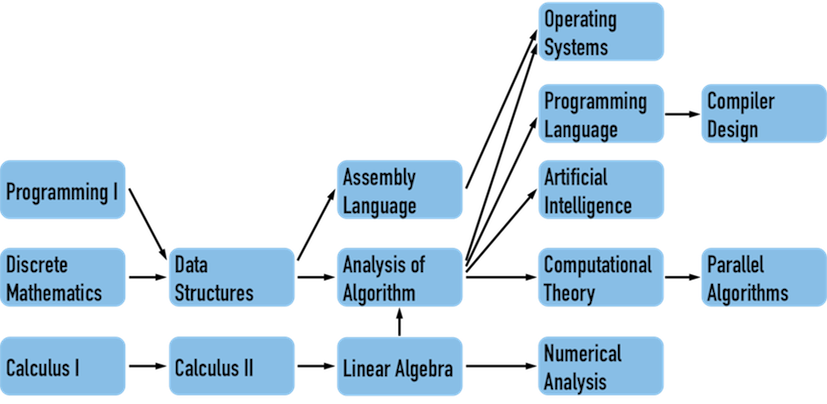 Operating
Systems
Programming
Language
Compiler
Design
Programming I
Assembly
Language
Artificial
Intelligence
Discrete
Mathematics
Data
Structures
Analysis of
Algorithm
Computational
Theory
Parallel
Algorithms
Calculus I
Calculus II
Linear Algebra
Numerical
Analysis